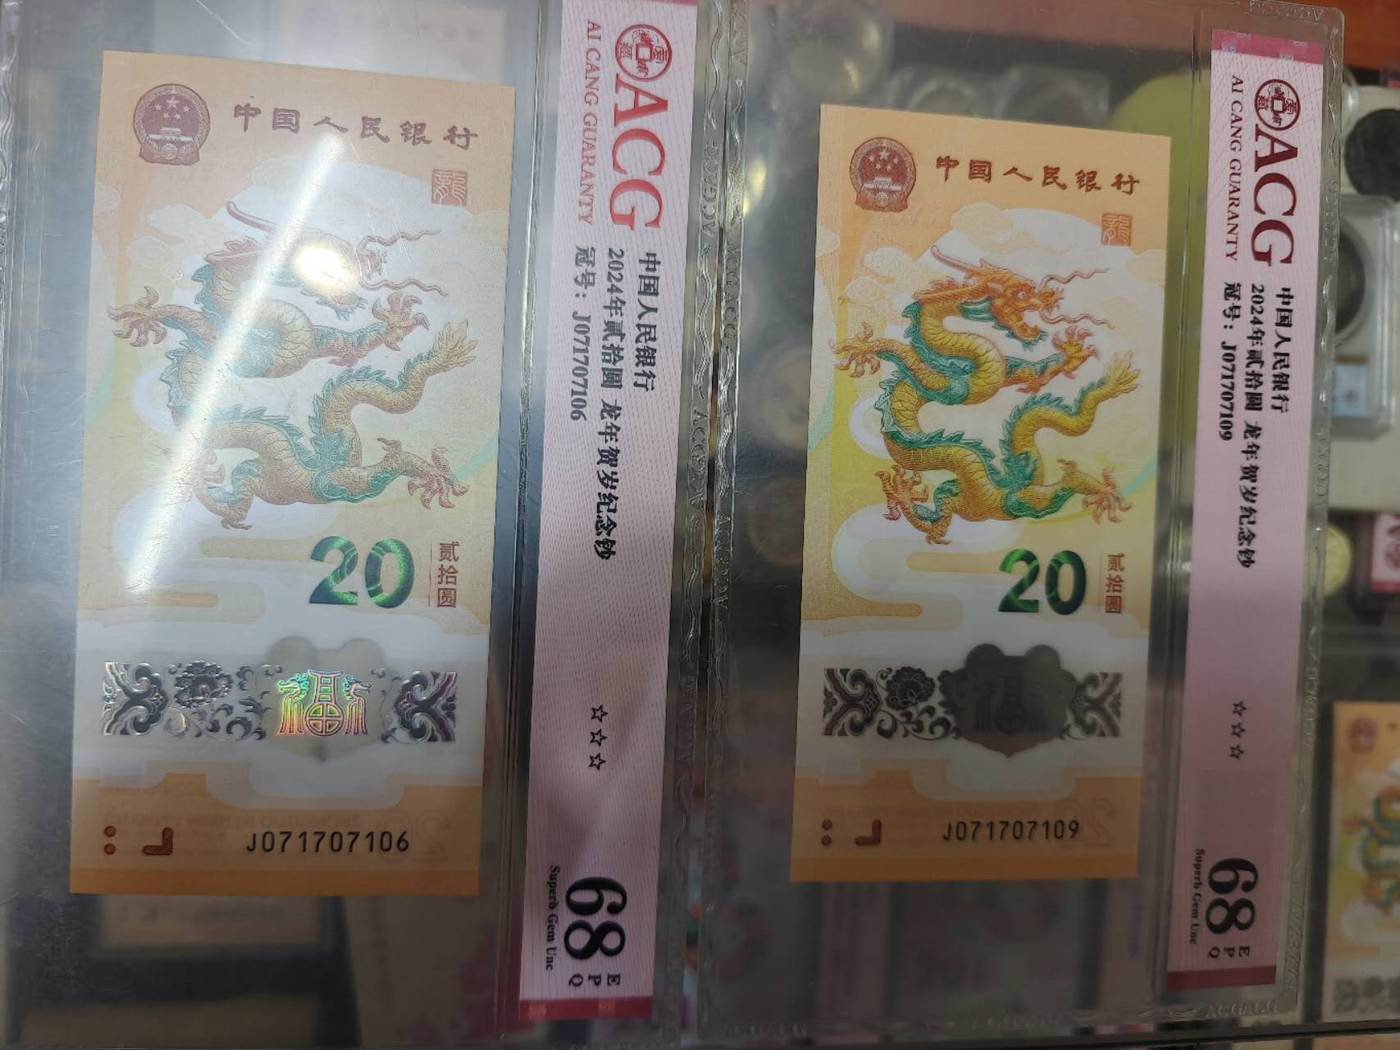 中国人民银行
龍
20
贰拾圆
福
J071707106
ACG
AI CANG GUARANTY
中国人民银行
2024年贰拾圆 龙年贺岁纪念钞
冠号：J071707106
☆☆☆
68
EPQ
Superb Gem Unc
中国人民银行
龍
20
贰拾圆
J071707109
ACG
AI CANG GUARANTY
中国人民银行
2024年贰拾圆 龙年贺岁纪念钞
冠号：J071707109
☆☆☆
68
EPQ
Superb Gem Unc